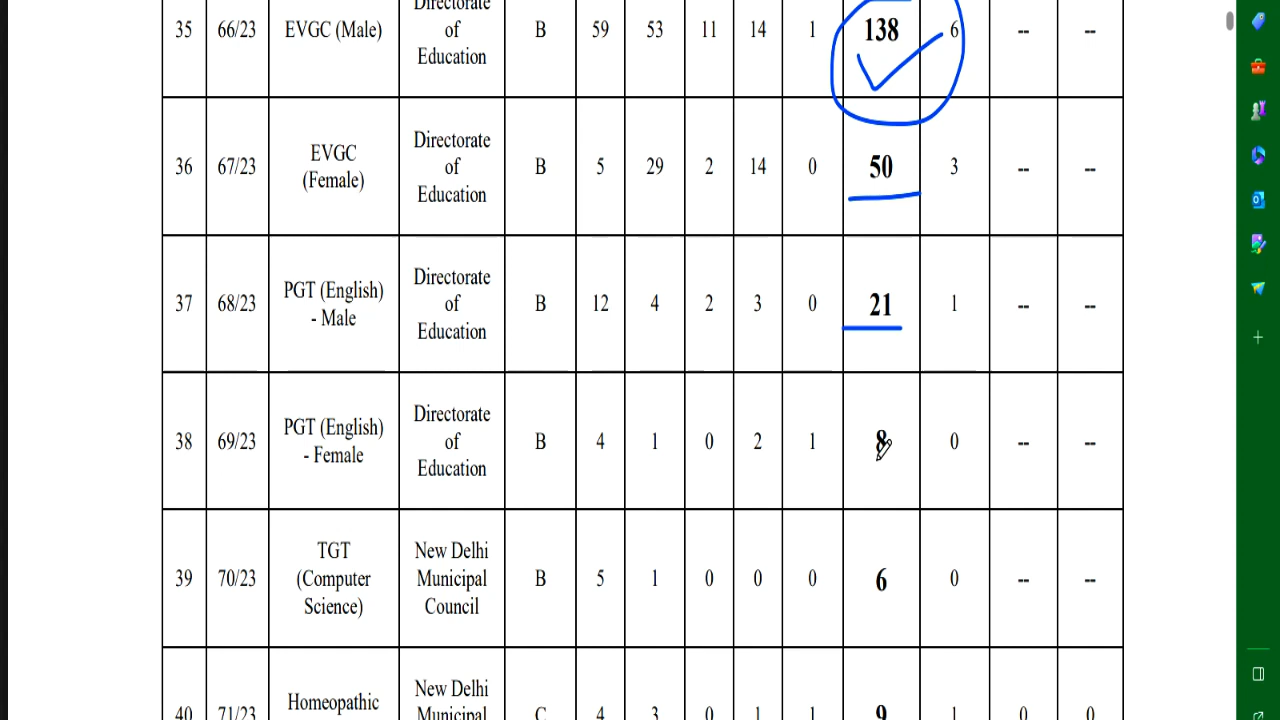 35 66/23 EVGC (Male) Directorate of Education B 59 53 11 14 1 138 6 -- --
36 67/23 EVGC (Female) Directorate of Education B 5 29 2 14 0 50 3 -- --
37 68/23 PGT (English) - Male Directorate of Education B 12 4 2 3 0 21 1 -- --
38 69/23 PGT (English) - Female Directorate of Education B 4 1 0 2 1 8 0 -- --
39 70/23 TGT (Computer Science) New Delhi Municipal Council B 5 1 0 0 0 6 0 -- --
40 71/23 Homeopathic New Delhi Municipal C 4 3 0 1 1 9 1 0 0